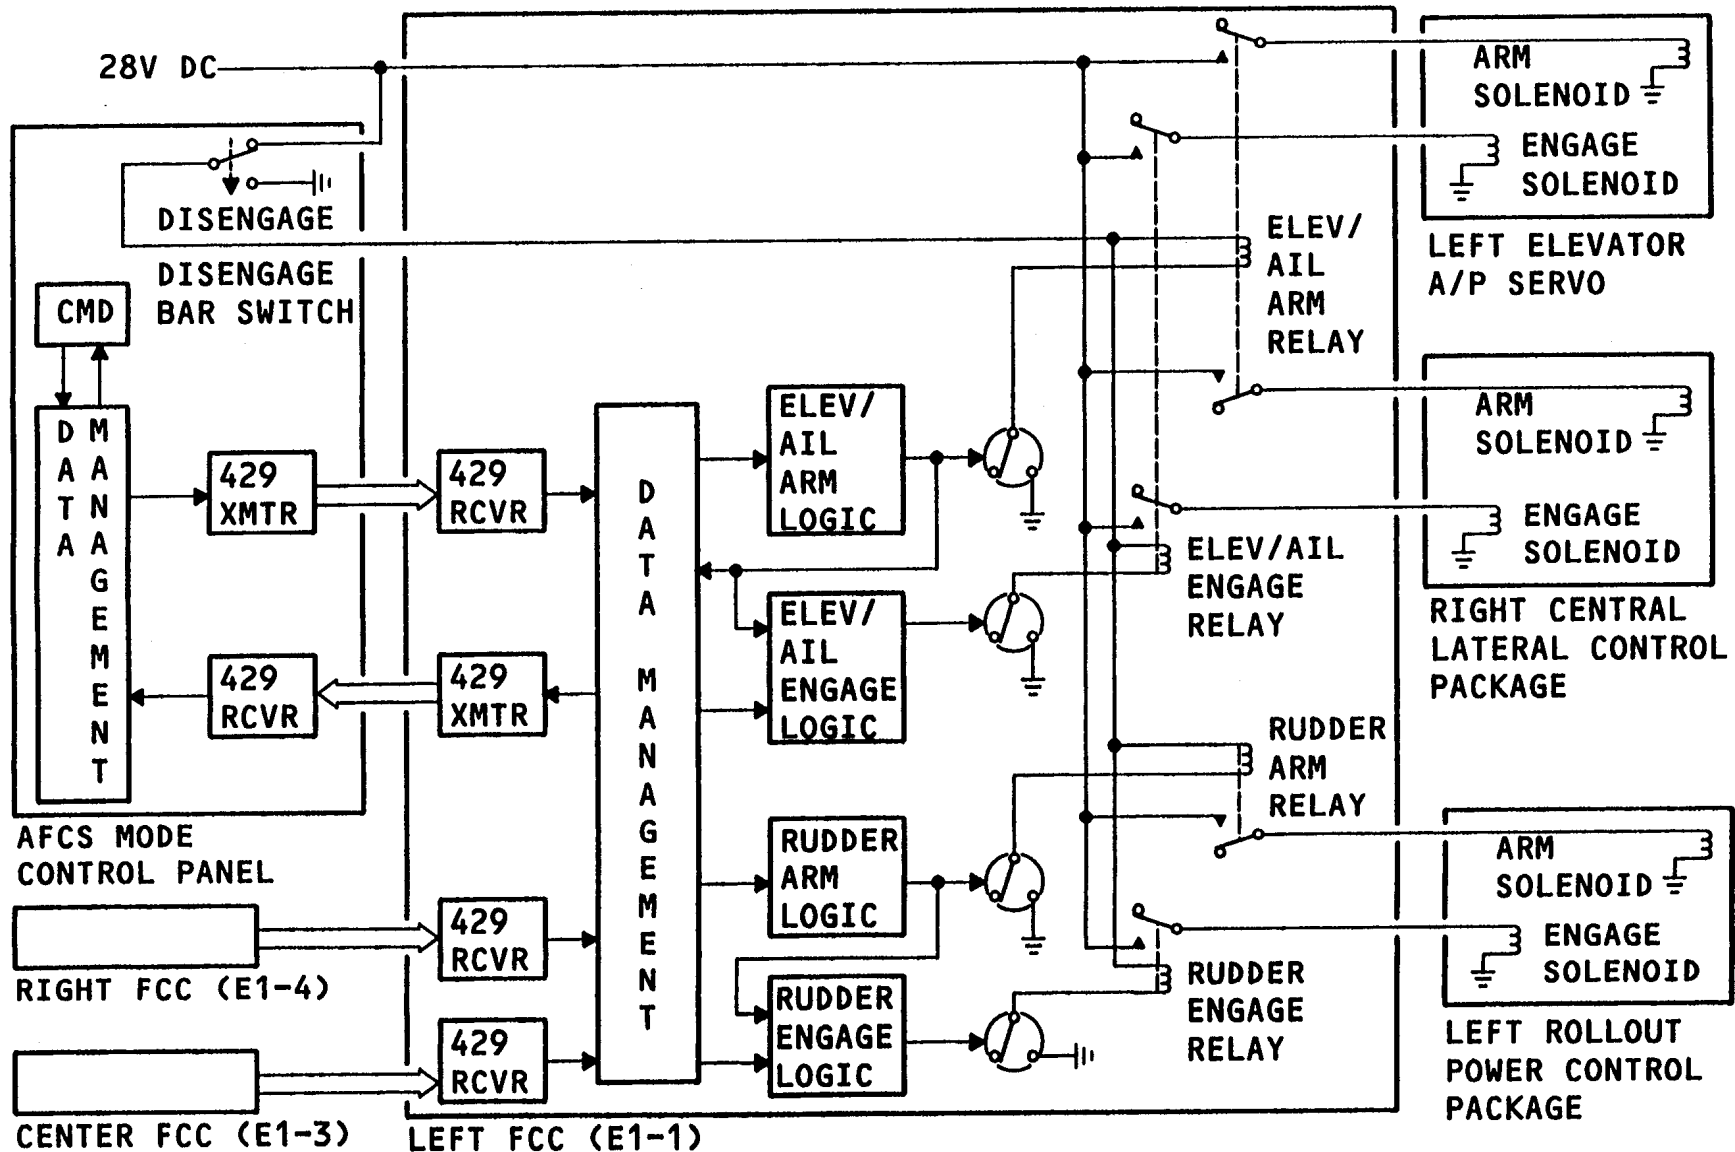 28V DC
DISENGAGE
DISENGAGE
BAR SWITCH
CMD
DATA
MANAGEMENT
429
XMTR
429
RCVR
AFCS MODE
CONTROL PANEL
RIGHT FCC (E1-4)
CENTER FCC (E1-3)
429
RCVR
429
XMTR
429
RCVR
429
RCVR
LEFT FCC (E1-1)
DATA MANAGEMENT
ELEV/
AIL
ARM
LOGIC
ELEV/
AIL
ENGAGE
LOGIC
RUDDER
ARM
LOGIC
RUDDER
ENGAGE
LOGIC
ELEV/
AIL
ARM
RELAY
ELEV/AIL
ENGAGE
RELAY
RUDDER
ARM
RELAY
RUDDER
ENGAGE
RELAY
ARM
SOLENOID
ENGAGE
SOLENOID
LEFT ELEVATOR
A/P SERVO
ARM
SOLENOID
ENGAGE
SOLENOID
RIGHT CENTRAL
LATERAL CONTROL
PACKAGE
ARM
SOLENOID
ENGAGE
SOLENOID
LEFT ROLLOUT
POWER CONTROL
PACKAGE